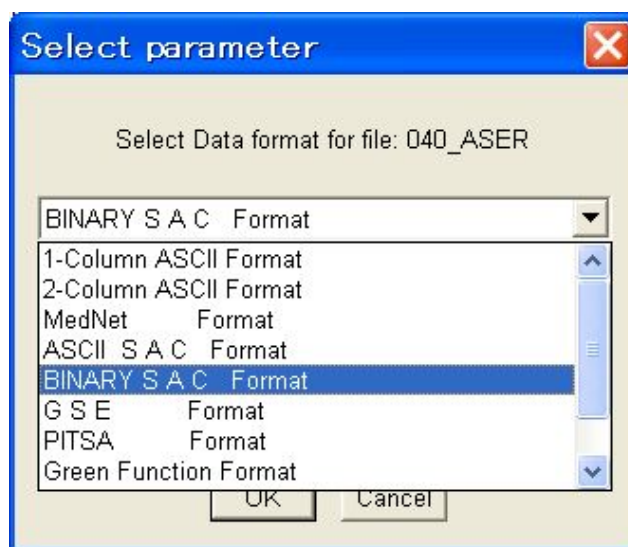 Select parameter
Select Data format for file: 040_ASER
BINARY S A C Format
1-Column ASCII Format
2-Column ASCII Format
MedNet Format
ASCII S A C Format
BINARY S A C Format
G S E Format
PITSA Format
Green Function Format
OK Cancel